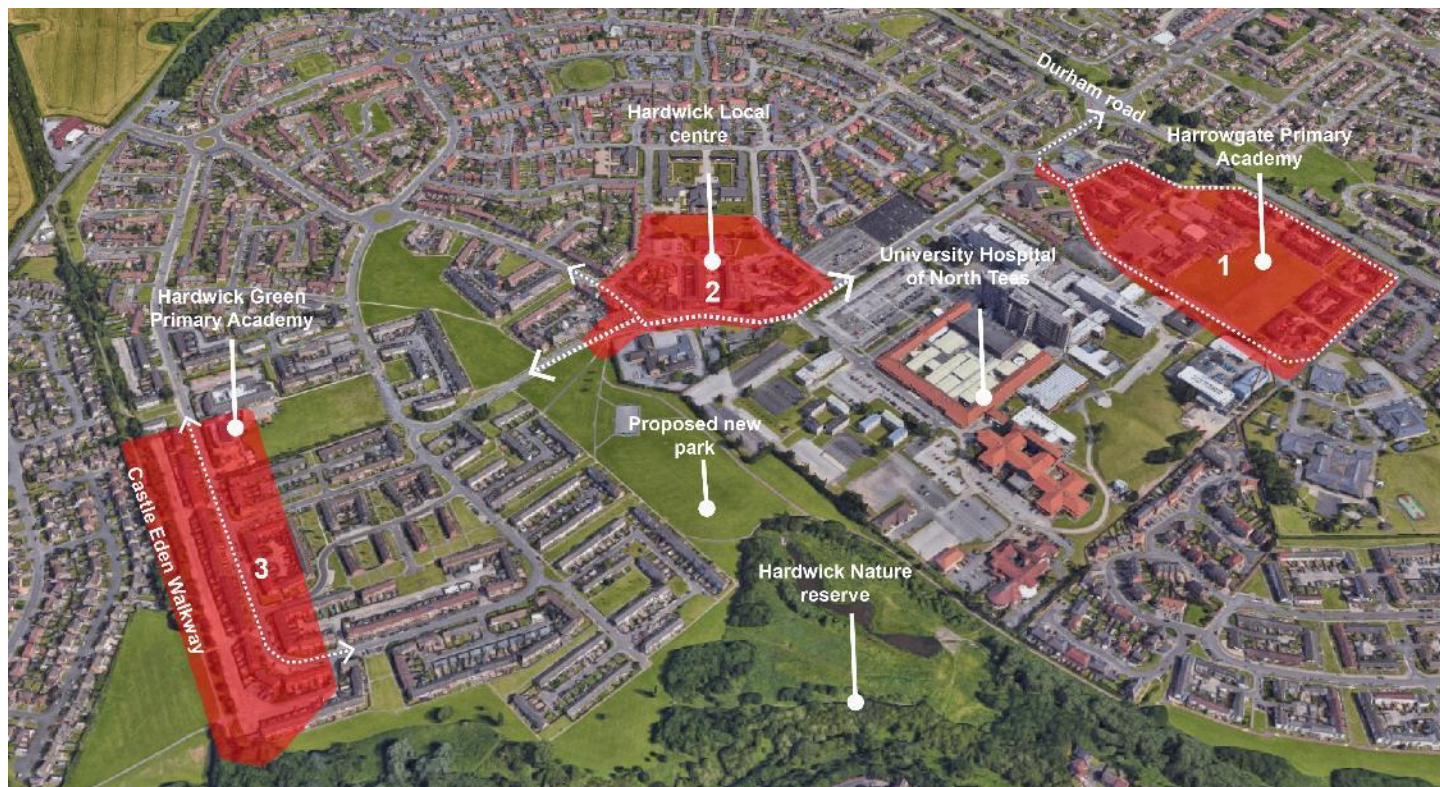 Durham road
Hardwick Local
centre
Harrowgate Primary
Academy
1
University Hospital
of North Tees
2
Hardwick Green
Primary Academy
Proposed new
park
Castle Eden Walkway
3
Hardwick Nature
reserve